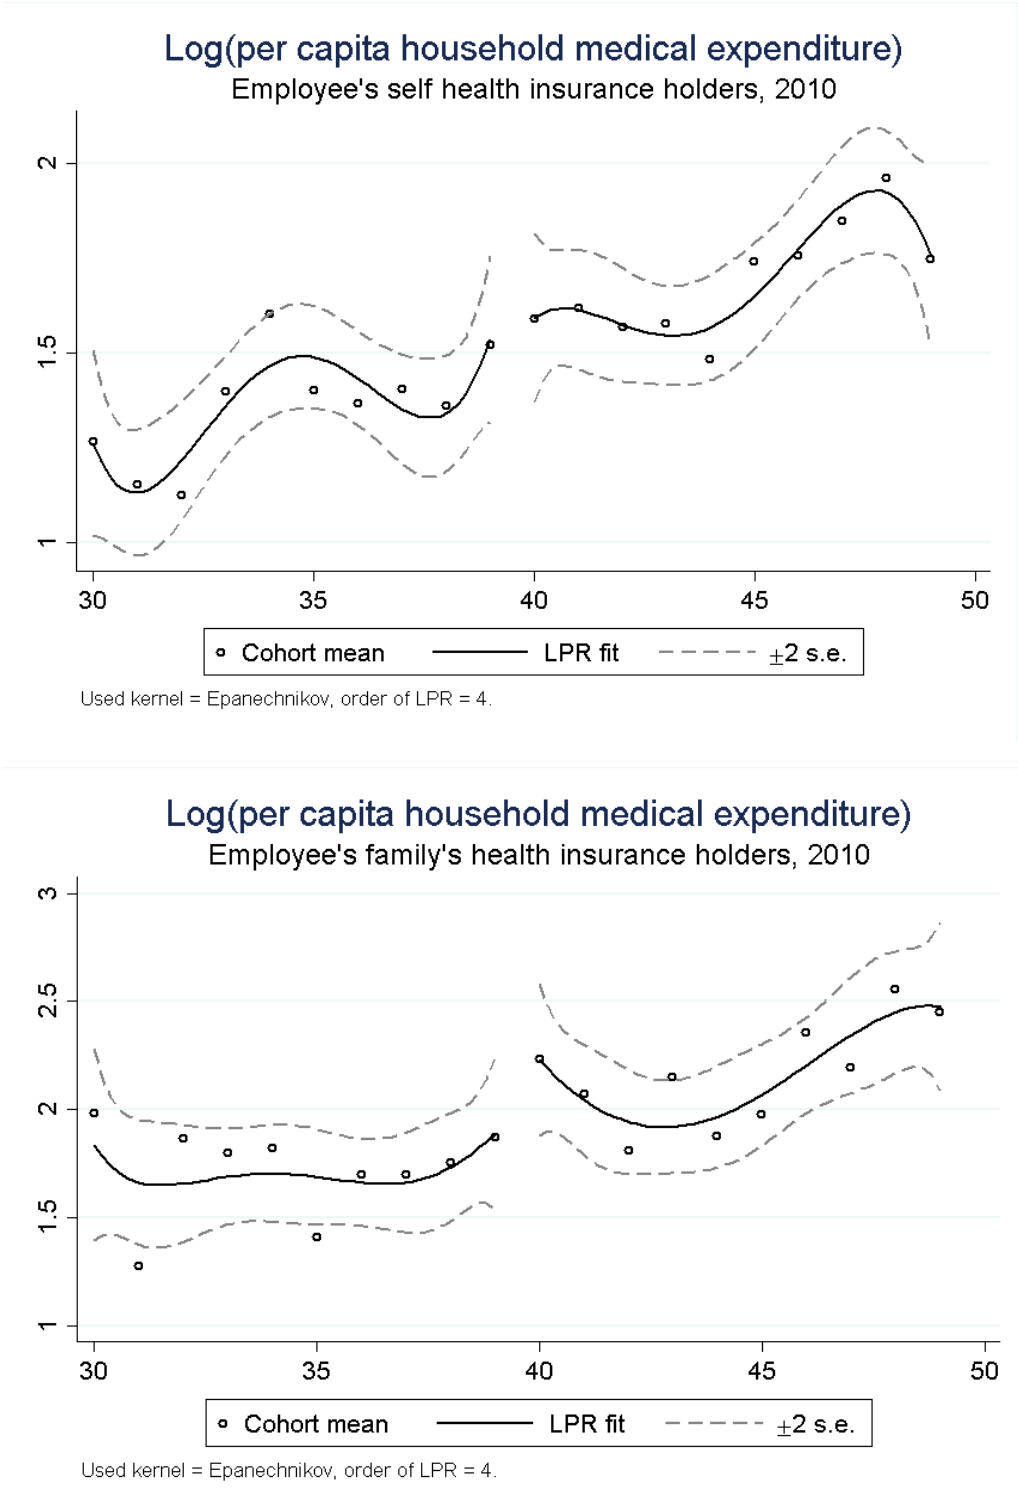 Log(per capita household medical expenditure)
Employee's self health insurance holders, 2010
2
1.5
1
30 35 40 45 50
Cohort mean LPR fit ±2 s.e.
Used kernel = Epanechnikov, order of LPR = 4.
Log(per capita household medical expenditure)
Employee's family's health insurance holders, 2010
3
2.5
2
1.5
1
30 35 40 45 50
Cohort mean LPR fit ±2 s.e.
Used kernel = Epanechnikov, order of LPR = 4.